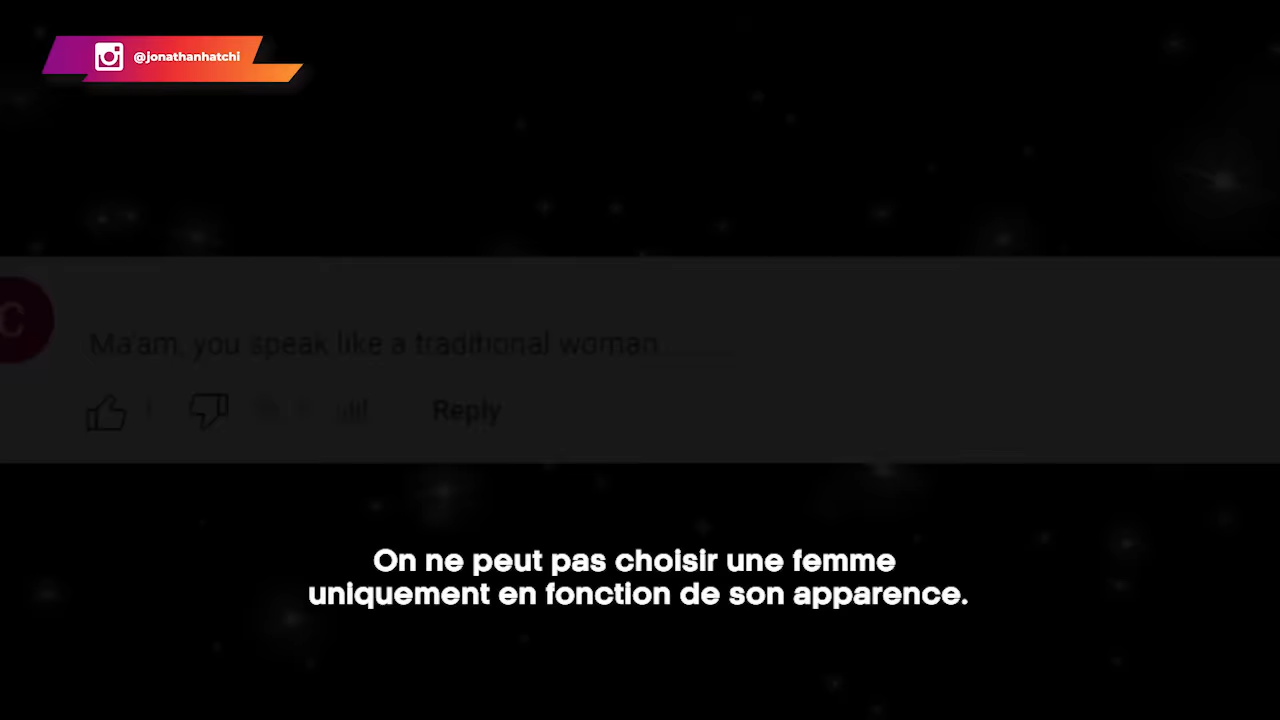 @jonathanhatchi
C
Ma'am, you speak like a traditional woman
Reply
On ne peut pas choisir une femme
uniquement en fonction de son apparence.